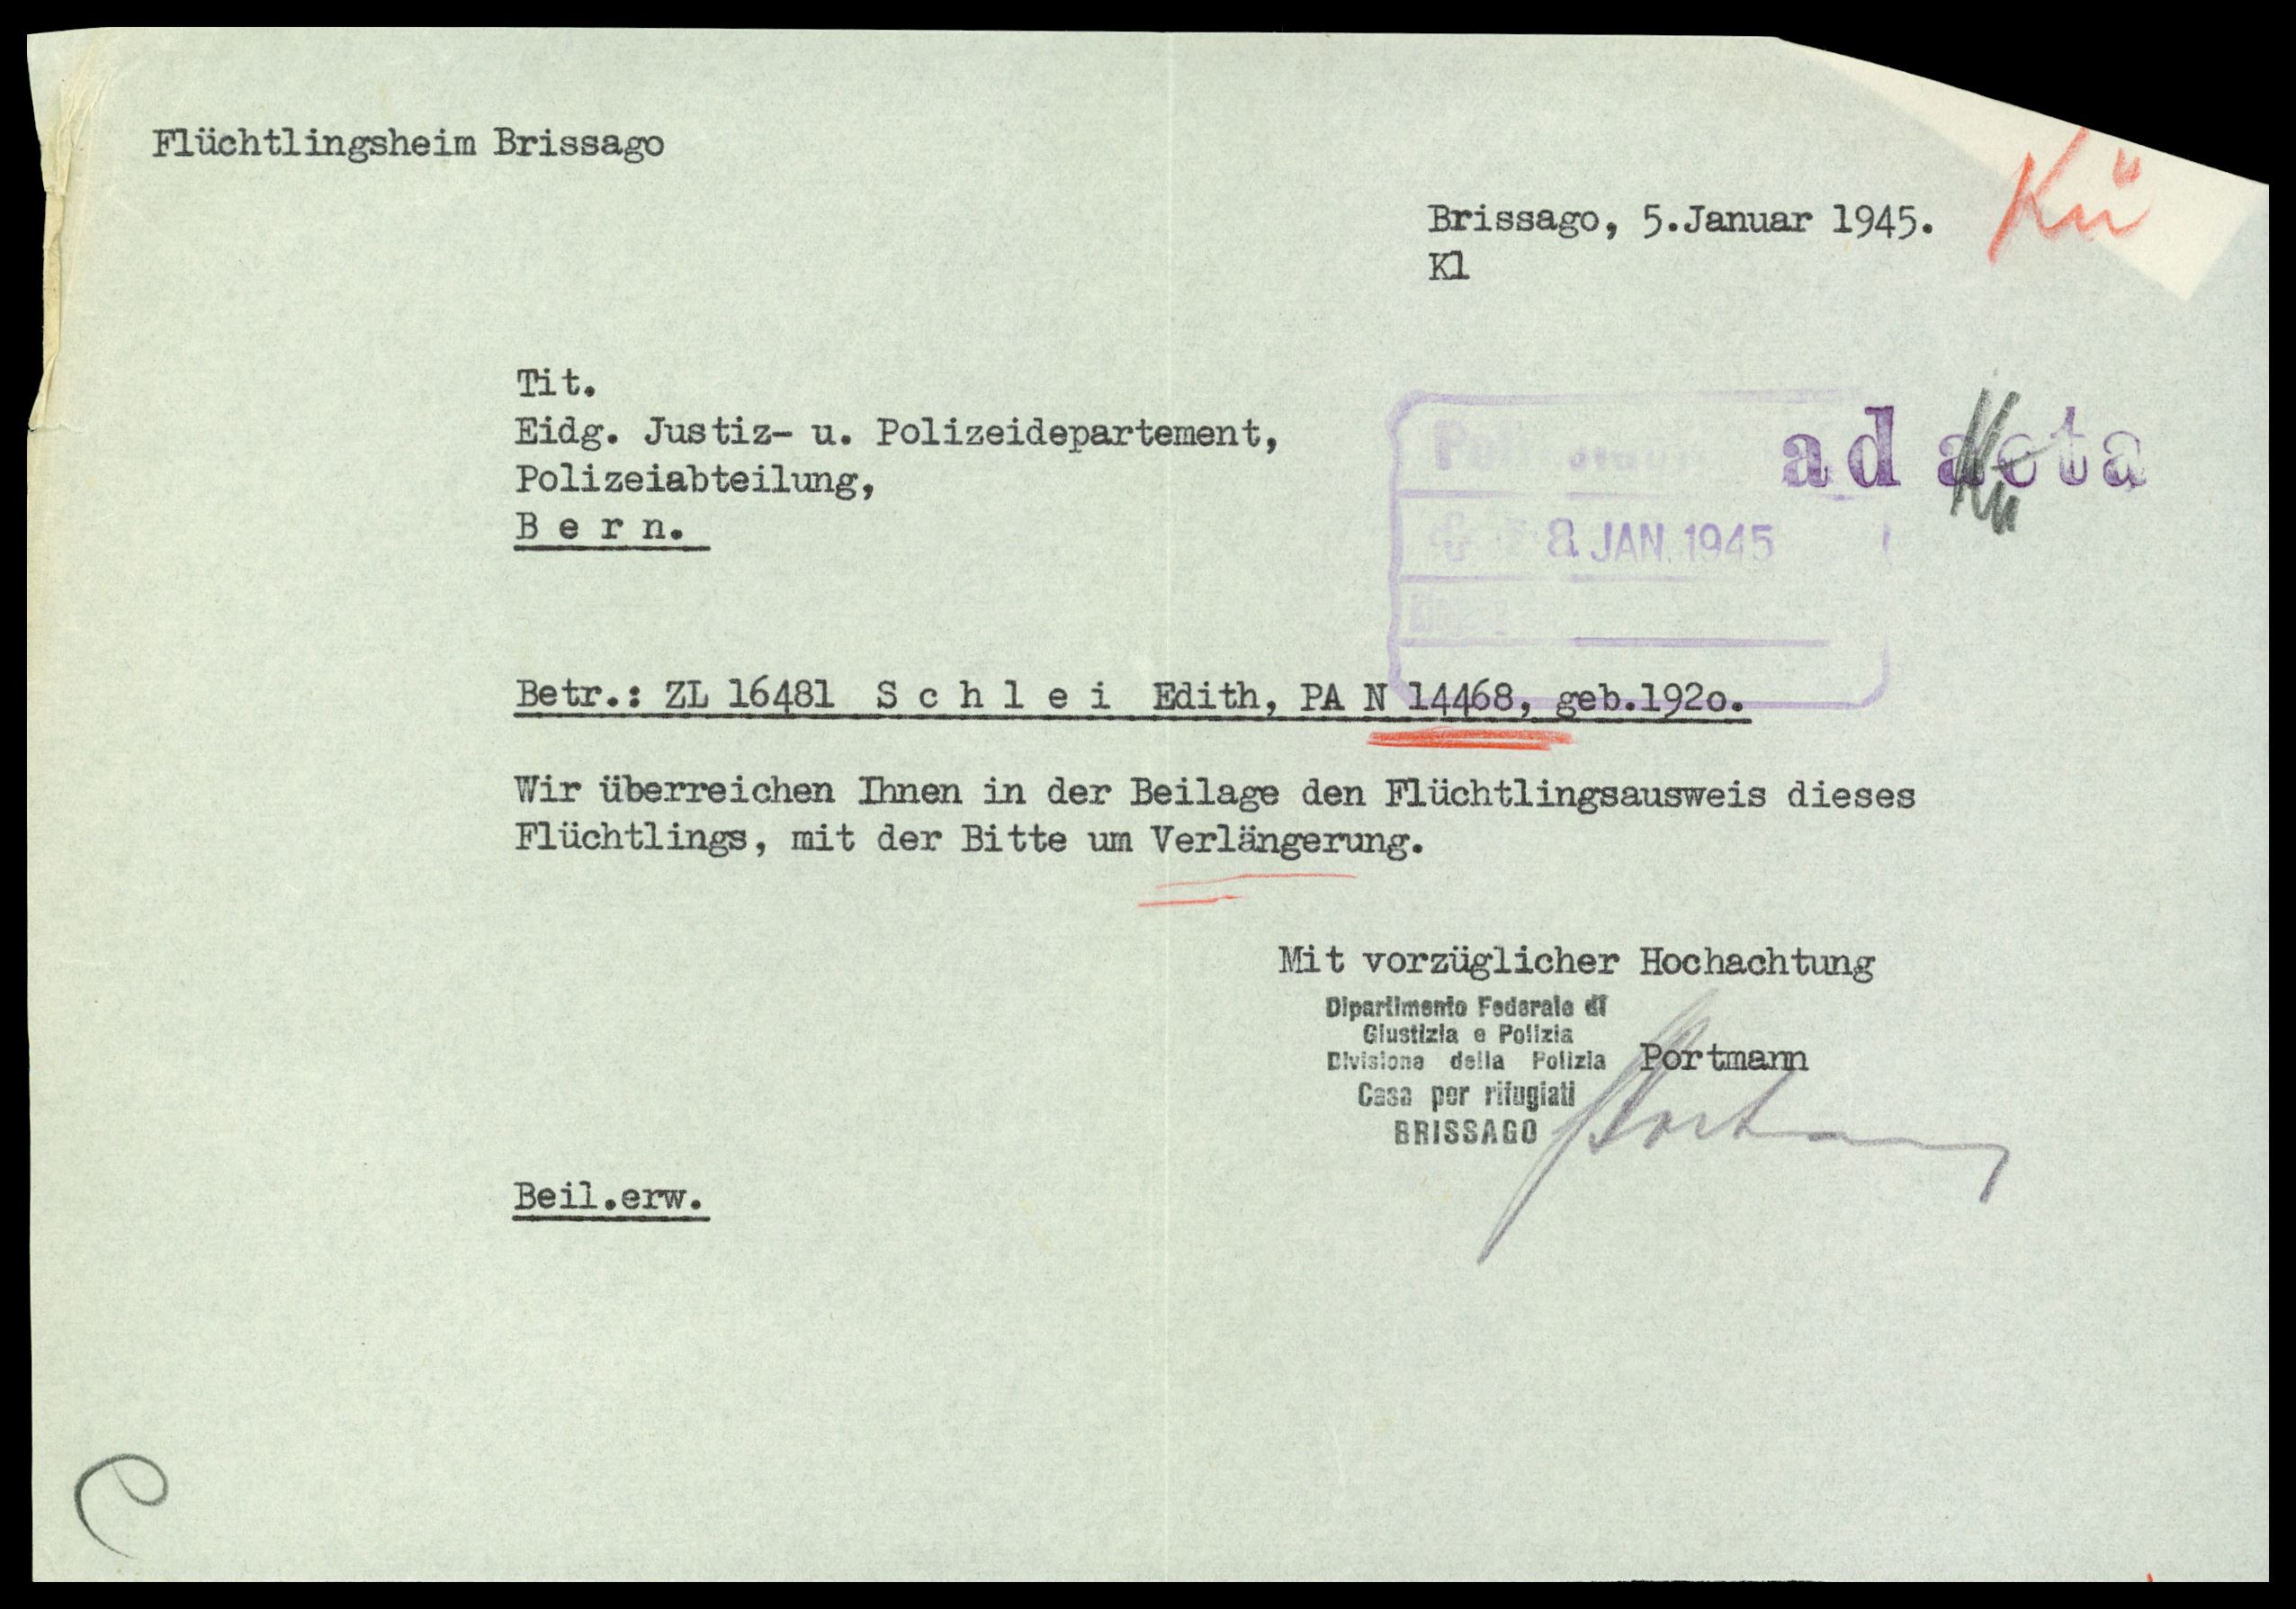 Flüchtlingsheim Brissago
Brissago, 5.Januar 1945.
Kl
Kü
Tit.
Eidg. Justiz- u. Polizeidepartement,
Polizeiabteilung,
B e r n.
ad acta
Kü
8 JAN. 1945
Betr.: ZL 16481 S c h l e i Edith, PA N 14468, geb.192o.
Wir überreichen Ihnen in der Beilage den Flüchtlingsausweis dieses
Flüchtlings, mit der Bitte um Verlängerung.
Mit vorzüglicher Hochachtung
Dipartimento Federale di
Giustizia e Polizia
Divisione della Polizia
Casa per rifugiati
BRISSAGO
Portmann
Portmann
Beil.erw.